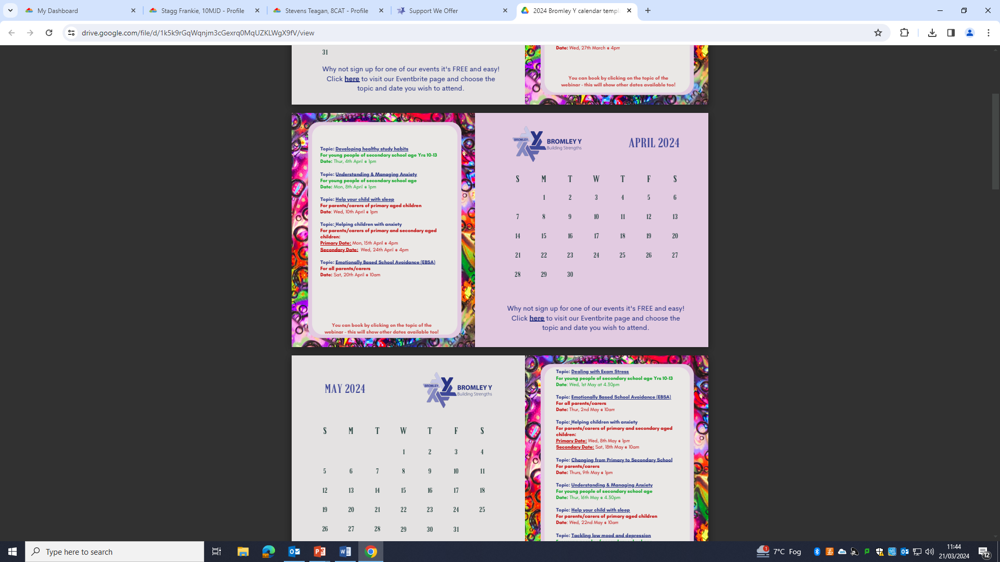 My Dashboard
Stagg Frankie, 10MJD - Profile
Stevens Teagan, 8CAT - Profile
Support We Offer
2024 Bromley Y calendar templ
drive.google.com/file/d/1k5k9rGqWqnjm3cGexrq0MqUZKLWgX9fV/view
31
Why not sign up for one of our events it's FREE and easy!
Click here to visit our Eventbrite page and choose the
topic and date you wish to attend.
Date: Wed, 27th March @ 4pm
You can book by clicking on the topic of the
webinar - this will show other dates available too!
Topic: Developing healthy study habits
For young people of secondary school age Yrs 10-13
Date: Thur, 4th April @ 1pm
Topic: Understanding & Managing Anxiety
For young people of secondary school age
Date: Mon, 8th April @ 1pm
Topic: Help your child with sleep
For parents/carers of primary aged children
Date: Wed, 10th April @ 1pm
Topic: Helping children with anxiety
For parents/carers of primary and secondary aged
children:
Primary Date: Mon, 15th April @ 4pm
Secondary Date: Wed, 24th April @ 4pm
Topic: Emotionally Based School Avoidance (EBSA)
For all parents/carers
Date: Sat, 20th April @ 10am
You can book by clicking on the topic of the
webinar - this will show other dates available too!
BROMLEY
BROMLEY Y
Building Strengths
APRIL 2024
S M T W T F S
1 2 3 4 5 6
7 8 9 10 11 12 13
14 15 16 17 18 19 20
21 22 23 24 25 26 27
28 29 30
Why not sign up for one of our events it's FREE and easy!
Click here to visit our Eventbrite page and choose the
topic and date you wish to attend.
MAY 2024
BROMLEY
BROMLEY Y
Building Strengths
S M T W T F S
1 2 3 4
5 6 7 8 9 10 11
12 13 14 15 16 17 18
19 20 21 22 23 24 25
26 27 28 29 30 31
Topic: Dealing with Exam Stress
For young people of secondary school age Yrs 10-13
Date: Wed, 1st May at 4.30pm
Topic: Emotionally Based School Avoidance (EBSA)
For all parents/carers
Date: Thur, 2nd May @ 10am
Topic: Helping children with anxiety
For parents/carers of primary and secondary aged
children:
Primary Date: Wed, 8th May @ 1pm
Secondary Date: Sat, 18th May @ 10am
Topic: Changing from Primary to Secondary School
For parents/carers
Date: Thurs, 9th May @ 1pm
Topic: Understanding & Managing Anxiety
For young people of secondary school age
Date: Thur, 16th May @ 4.30pm
Topic: Help your child with sleep
For parents/carers of primary aged children
Date: Wed, 22nd May @ 10am
Topic: Tackling low mood and depression
Type here to search
1
7°C Fog
11:44
21/03/2024
12